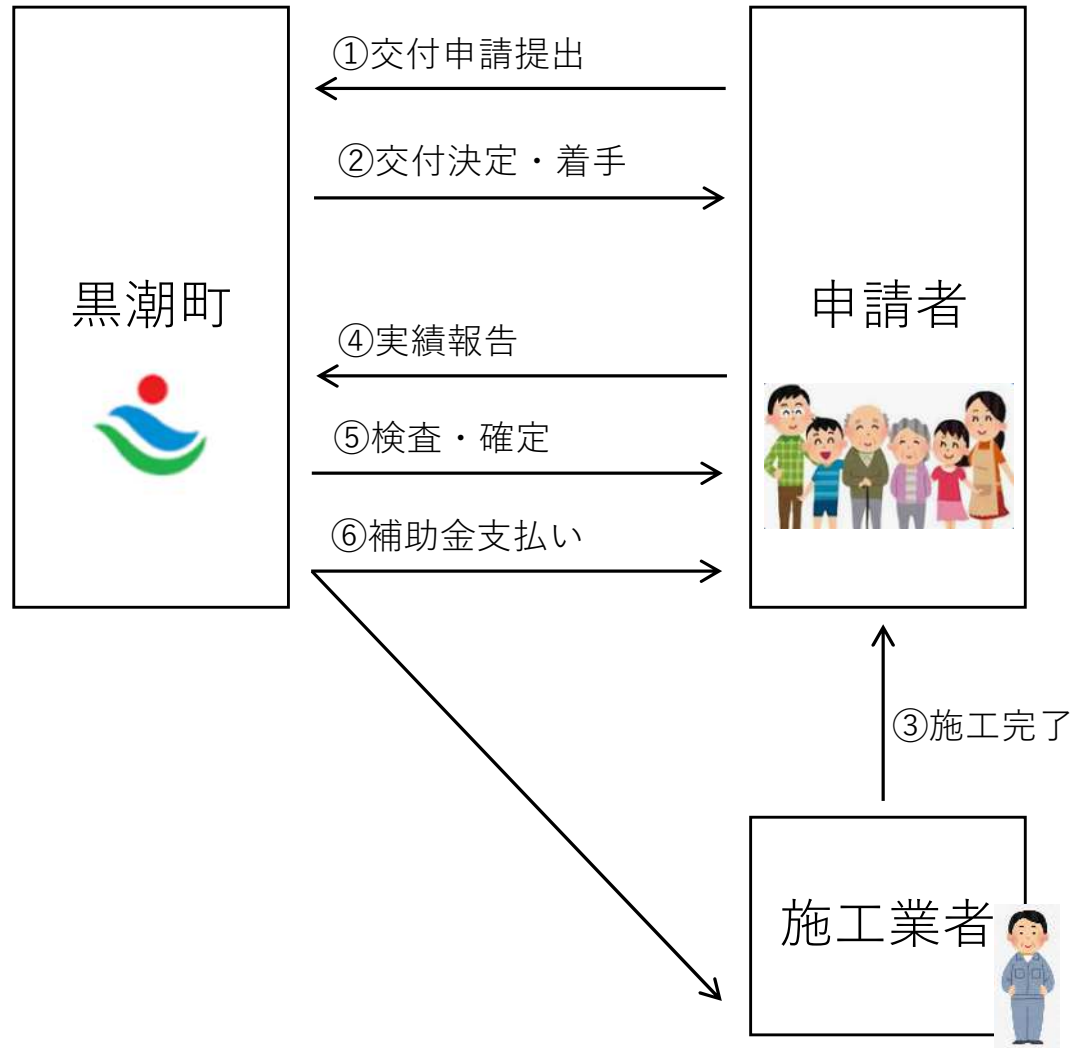 ①交付申請提出
②交付決定・着手
黒潮町
申請者
④実績報告
⑤検査・確定
⑥補助金支払い
③施工完了
施工業者